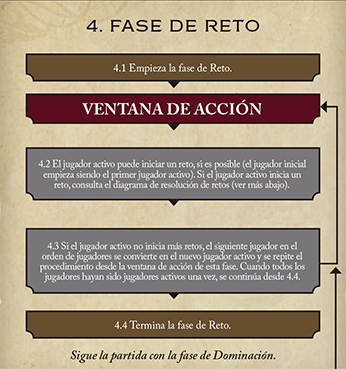 4. FASE DE RETO
4.1 Empieza la fase de Reto.
VENTANA DE ACCIÓN
4.2 El jugador activo puede iniciar un reto, si es posible (el jugador inicial
empieza siendo el primer jugador activo). Si el jugador activo inicia un
reto, consulta el diagrama de resolución de retos (ver más abajo).
4.3 Si el jugador activo no inicia más retos, el siguiente jugador en el
orden de jugadores se convierte en el nuevo jugador activo y se repite el
procedimiento desde la ventana de acción de esta fase. Cuando todos los
jugadores hayan sido jugadores activos una vez, se continúa desde 4.4.
4.4 Termina la fase de Reto.
Sigue la partida con la fase de Dominación.